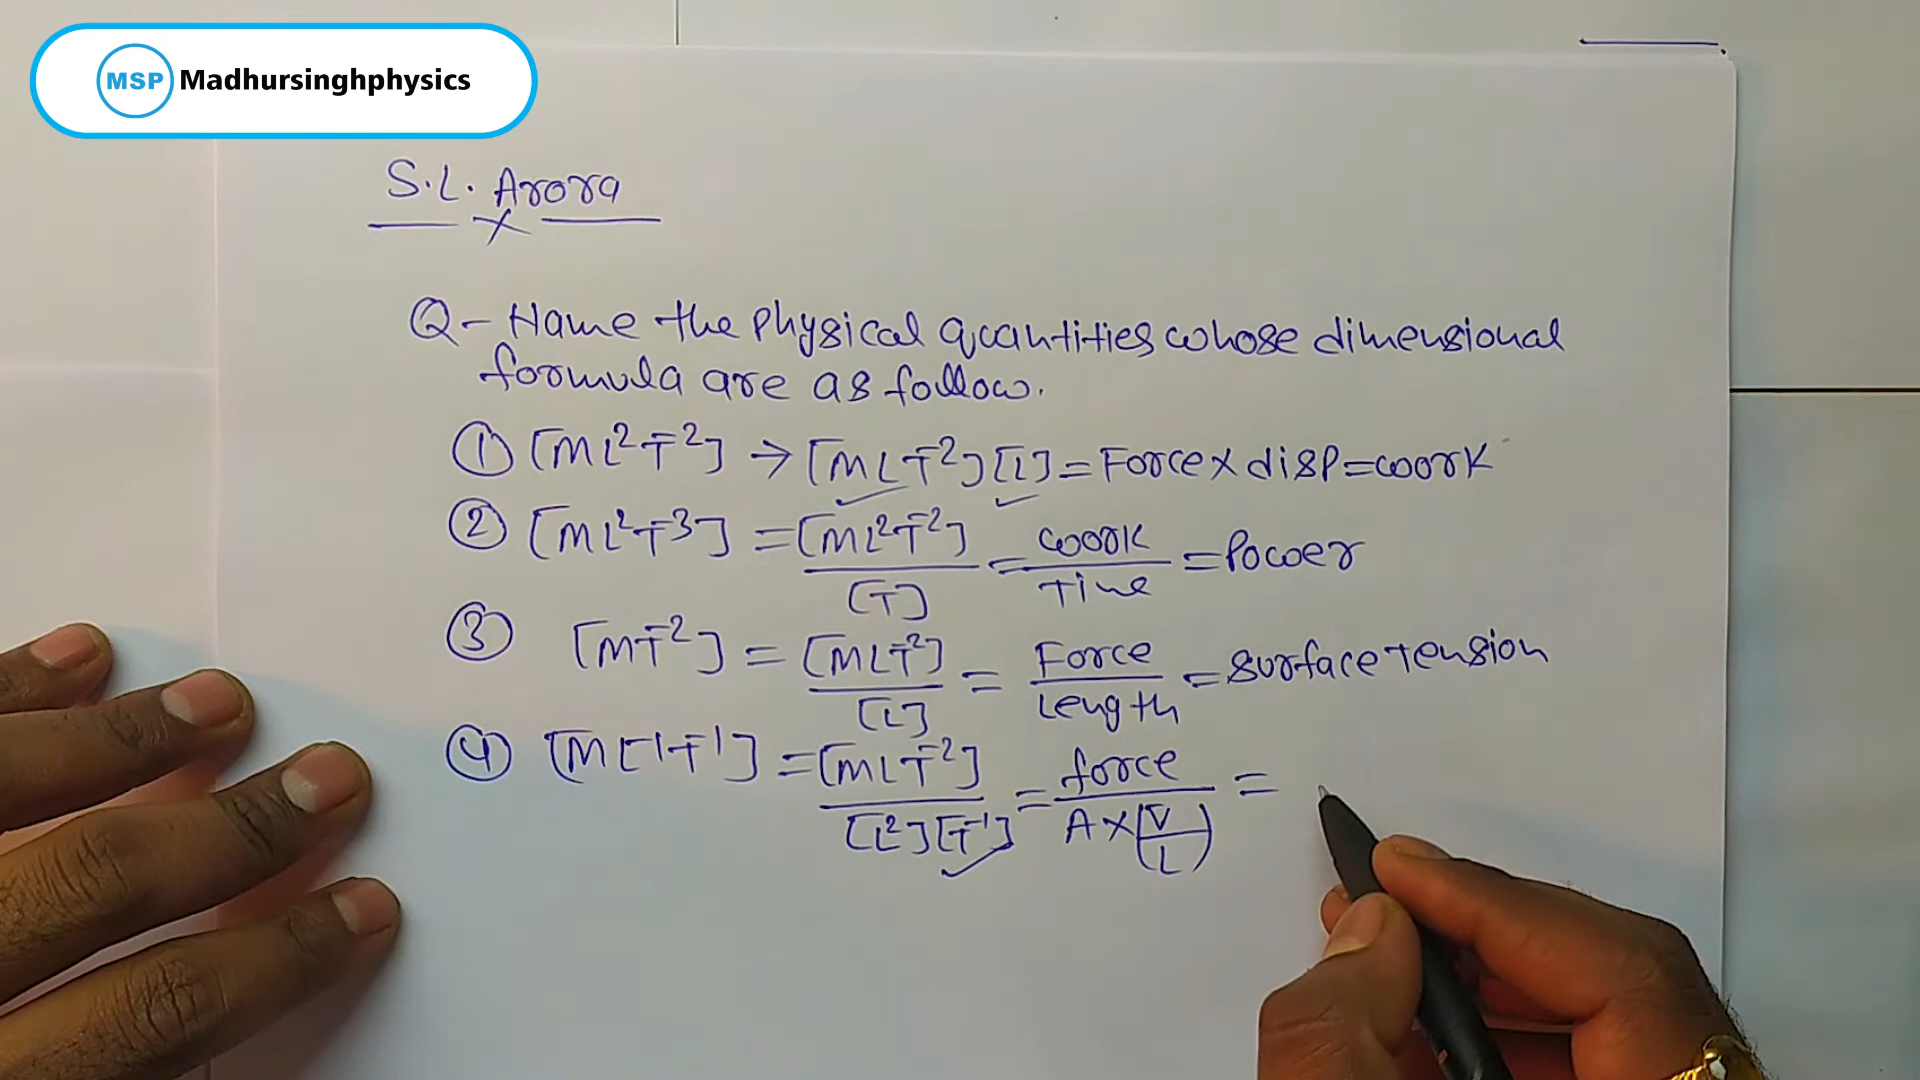 MSP Madhursinghphysics
S.L. Arora
Q- Name the physical quantities whose dimensional
formula are as follow.
① [ML²T⁻²] → [MLT⁻²][L] = Force x disp = work
② [ML²T⁻³] = [ML²T⁻²] / [T] = work / Time = Power
③ [MT⁻²] = [MLT⁻²] / [L] = Force / Length = surface Tension
④ [ML⁻¹T⁻¹] = [MLT⁻²] / [L²][T⁻¹] = force / A x (V/L) =